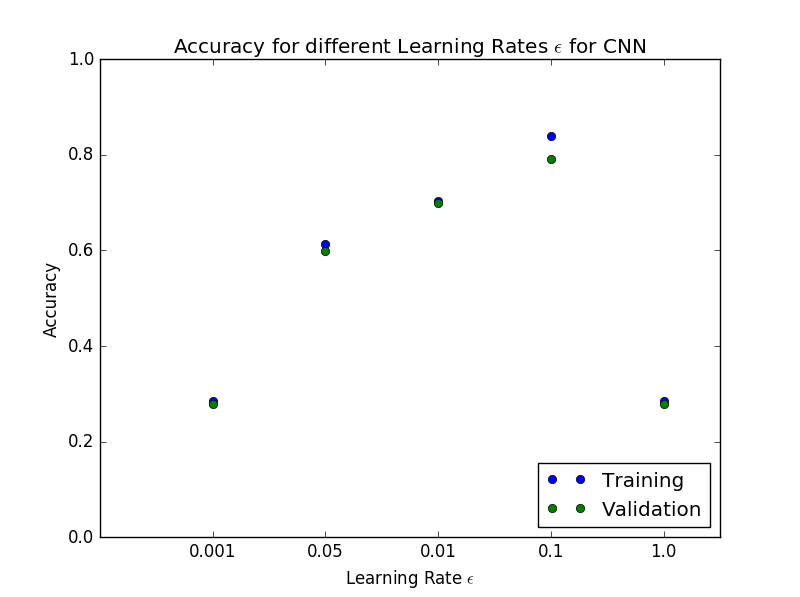 Accuracy for different Learning Rates ϵ for CNN
1.0
0.8
0.6
0.4
0.2
0.0
Accuracy
Training
Validation
0.001 0.05 0.01 0.1 1.0
Learning Rate ϵ